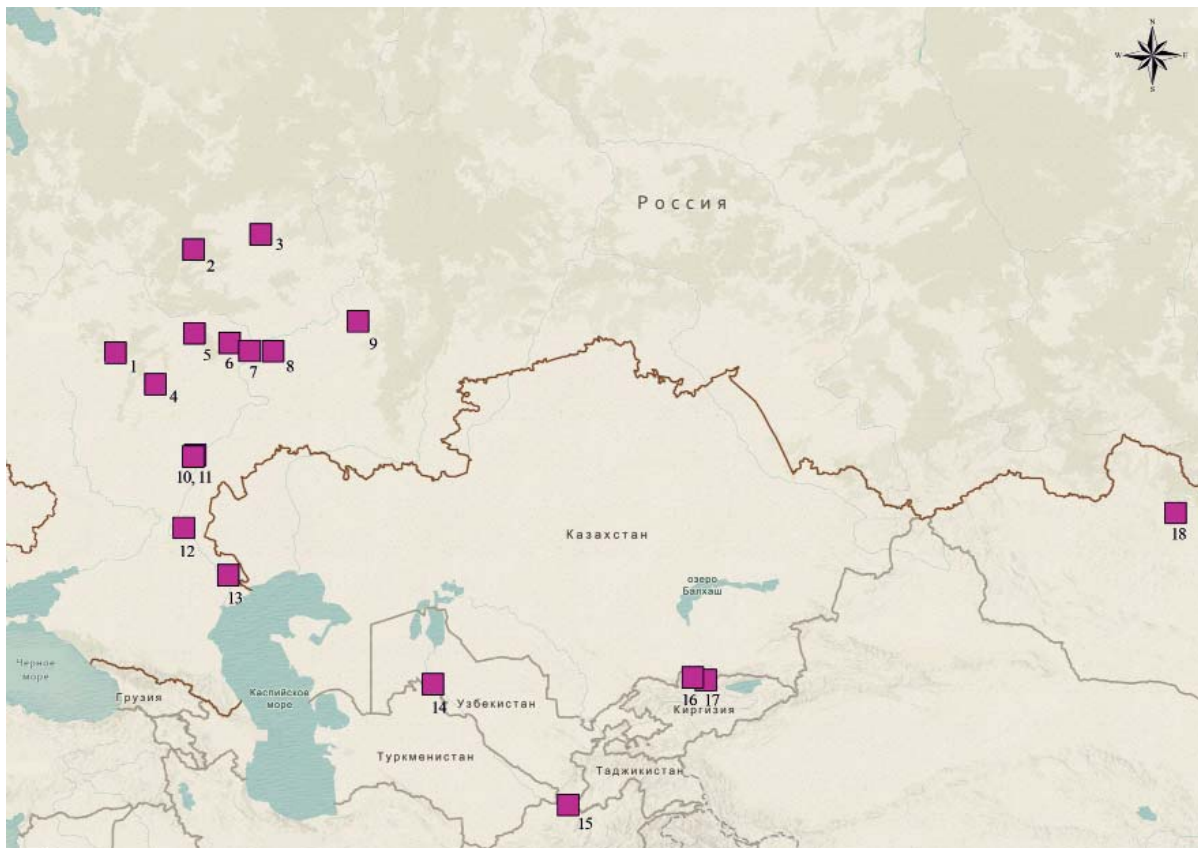 N
W
E
S
Россия
3
2
9
5
6
7
8
1
4
10, 11
18
12
Казахстан
13
озеро
Балхаш
Черное
море
Грузия
Каспийское
море
14
Узбекистан
16
17
Киргизия
Туркменистан
Таджикистан
15